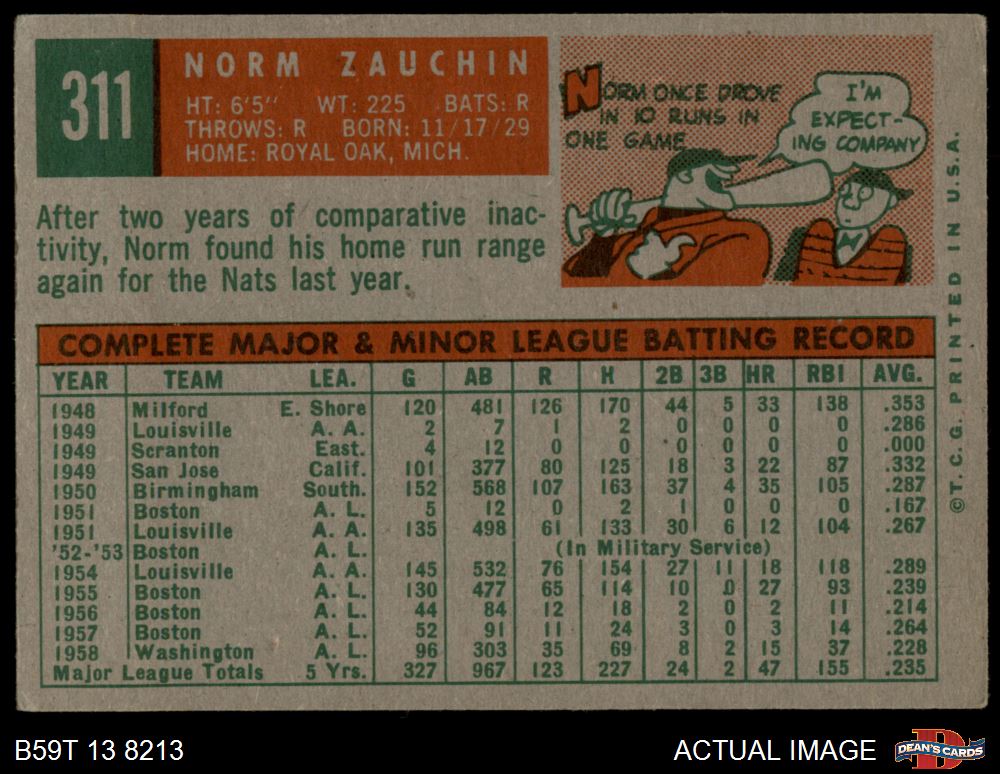 311
NORM ZAUCHIN
HT: 6'5" WT: 225 BATS: R
THROWS: R BORN: 11/17/29
HOME: ROYAL OAK, MICH.
NORM ONCE DROVE
IN 10 RUNS IN
ONE GAME
I'M
EXPECT-
ING COMPANY
After two years of comparative inac-
tivity, Norm found his home run range
again for the Nats last year.
COMPLETE MAJOR & MINOR LEAGUE BATTING RECORD
YEAR TEAM LEA. G AB R H 2B 3B HR RBI AVG.
1948 Milford E. Shore 120 481 126 170 44 5 33 138 .353
1949 Louisville A. A. 2 7 1 2 0 0 0 0 .286
1949 Scranton East. 4 12 0 0 0 0 0 0 .000
1949 San Jose Calif. 101 377 80 125 18 3 22 87 .332
1950 Birmingham South. 152 568 107 163 37 4 35 105 .287
1951 Boston A. L. 5 12 0 2 1 0 0 0 .167
1951 Louisville A. A. 135 498 61 133 30 6 12 104 .267
'52-'53 Boston A. L. (In Military Service)
1954 Louisville A. A. 145 532 76 154 27 11 18 118 .289
1955 Boston A. L. 130 477 65 114 10 0 27 93 .239
1956 Boston A. L. 44 84 12 18 2 0 2 11 .214
1957 Boston A. L. 52 91 11 24 3 0 3 14 .264
1958 Washington A. L. 96 303 35 69 8 2 15 37 .228
Major League Totals 5 Yrs. 327 967 123 227 24 2 47 155 .235
©T. C. G. PRINTED IN U.S.A.
B59T 13 8213
ACTUAL IMAGE
D
DEAN'S CARDS